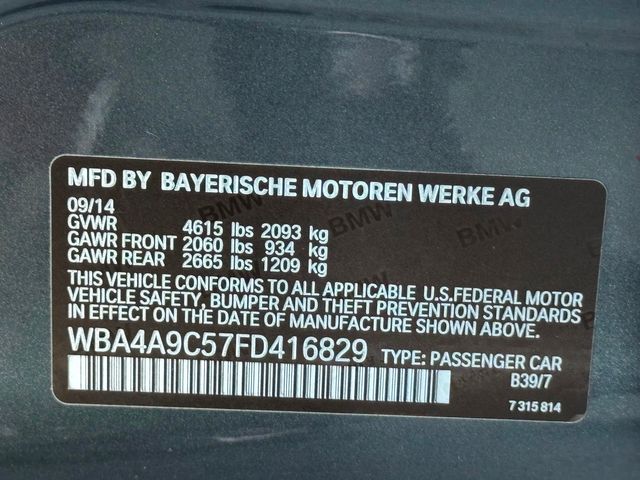 MFD BY BAYERISCHE MOTOREN WERKE AG
09/14
GVWR 4615 lbs 2093 kg
GAWR FRONT 2060 lbs 934 kg
GAWR REAR 2665 lbs 1209 kg
THIS VEHICLE CONFORMS TO ALL APPLICABLE U.S.FEDERAL MOTOR
VEHICLE SAFETY, BUMPER AND THEFT PREVENTION STANDARDS
IN EFFECT ON THE DATE OF MANUFACTURE SHOWN ABOVE.
WBA4A9C57FD416829 TYPE: PASSENGER CAR
B39/7
7 315 814